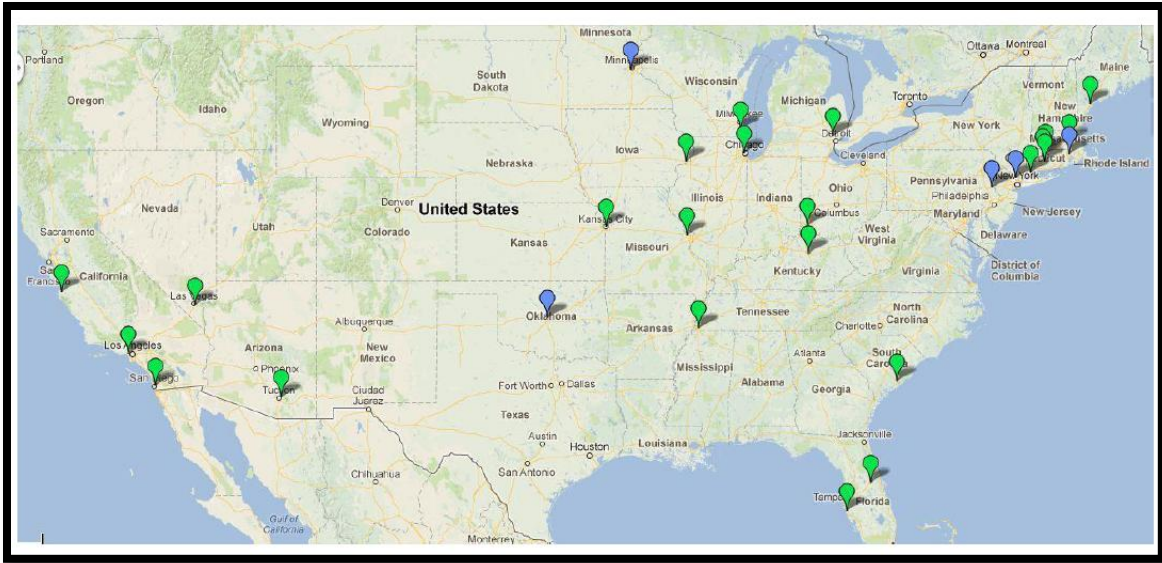 Minnesota
Ottawa Montreal
Portland
Minneapolis
Maine
South
Dakota
Wisconsin
Vermont
Oregon
Idaho
Michigan
Toronto
New
Hampshire
Wyoming
New York
Detroit
Iowa
Chicago
Cleveland
Rhode Island
Nebraska
Pennsylvania
Nevada
Utah
Denver
United States
Illinois
Indiana
Ohio
Philadelphia
Kansas City
Columbus
Maryland
New Jersey
Sacramento
Colorado
Kansas
Missouri
West
Virginia
Delaware
San
Francisco
California
Kentucky
Virginia
District of
Columbia
Las Vegas
Oklahoma
Tennessee
North
Carolina
Albuquerque
Arkansas
Charlotte
Los Angeles
Arizona
New
Mexico
Atlanta
South
Carolina
Phoenix
Mississippi
San Diego
Tucson
Fort Worth
Dallas
Alabama
Georgia
Ciudad
Juarez
Texas
Jacksonville
Austin
Houston
Louisiana
San Antonio
Chihuahua
Tampa
Florida
Gulf of
California
Monterrey